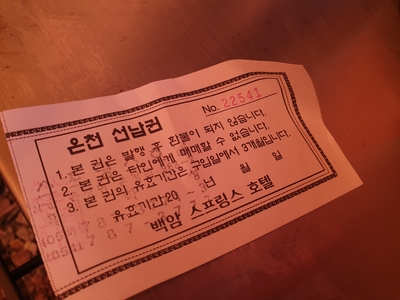 온천 선납권
No. 22541
1. 본 권은 발행 후 환불이 되지 않습니다.
2. 본 권은 타인에게 매매할 수 없습니다.
3. 본 권의 유효기간은 구입일에서 3개월입니다.
유효기간20 년 월 일
백암 스프링스 호텔